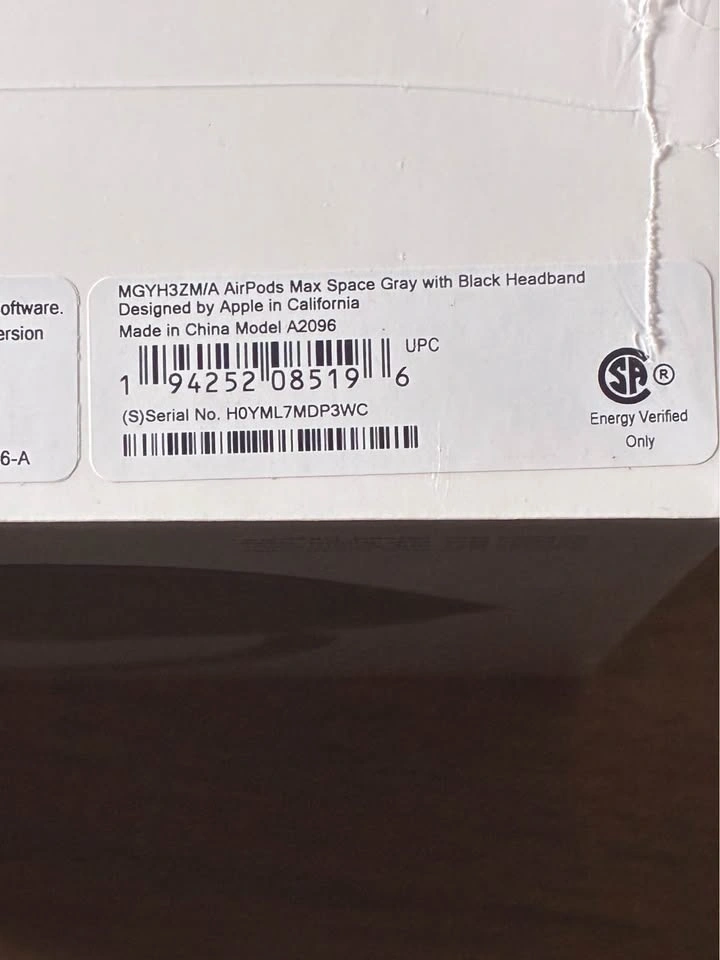 oftware.
ersion
6-A
MGYH3ZM/A AirPods Max Space Gray with Black Headband
Designed by Apple in California
Made in China Model A2096
UPC
1 94252 08519 6
(S)Serial No. H0YML7MDP3WC
SA ®
Energy Verified
Only